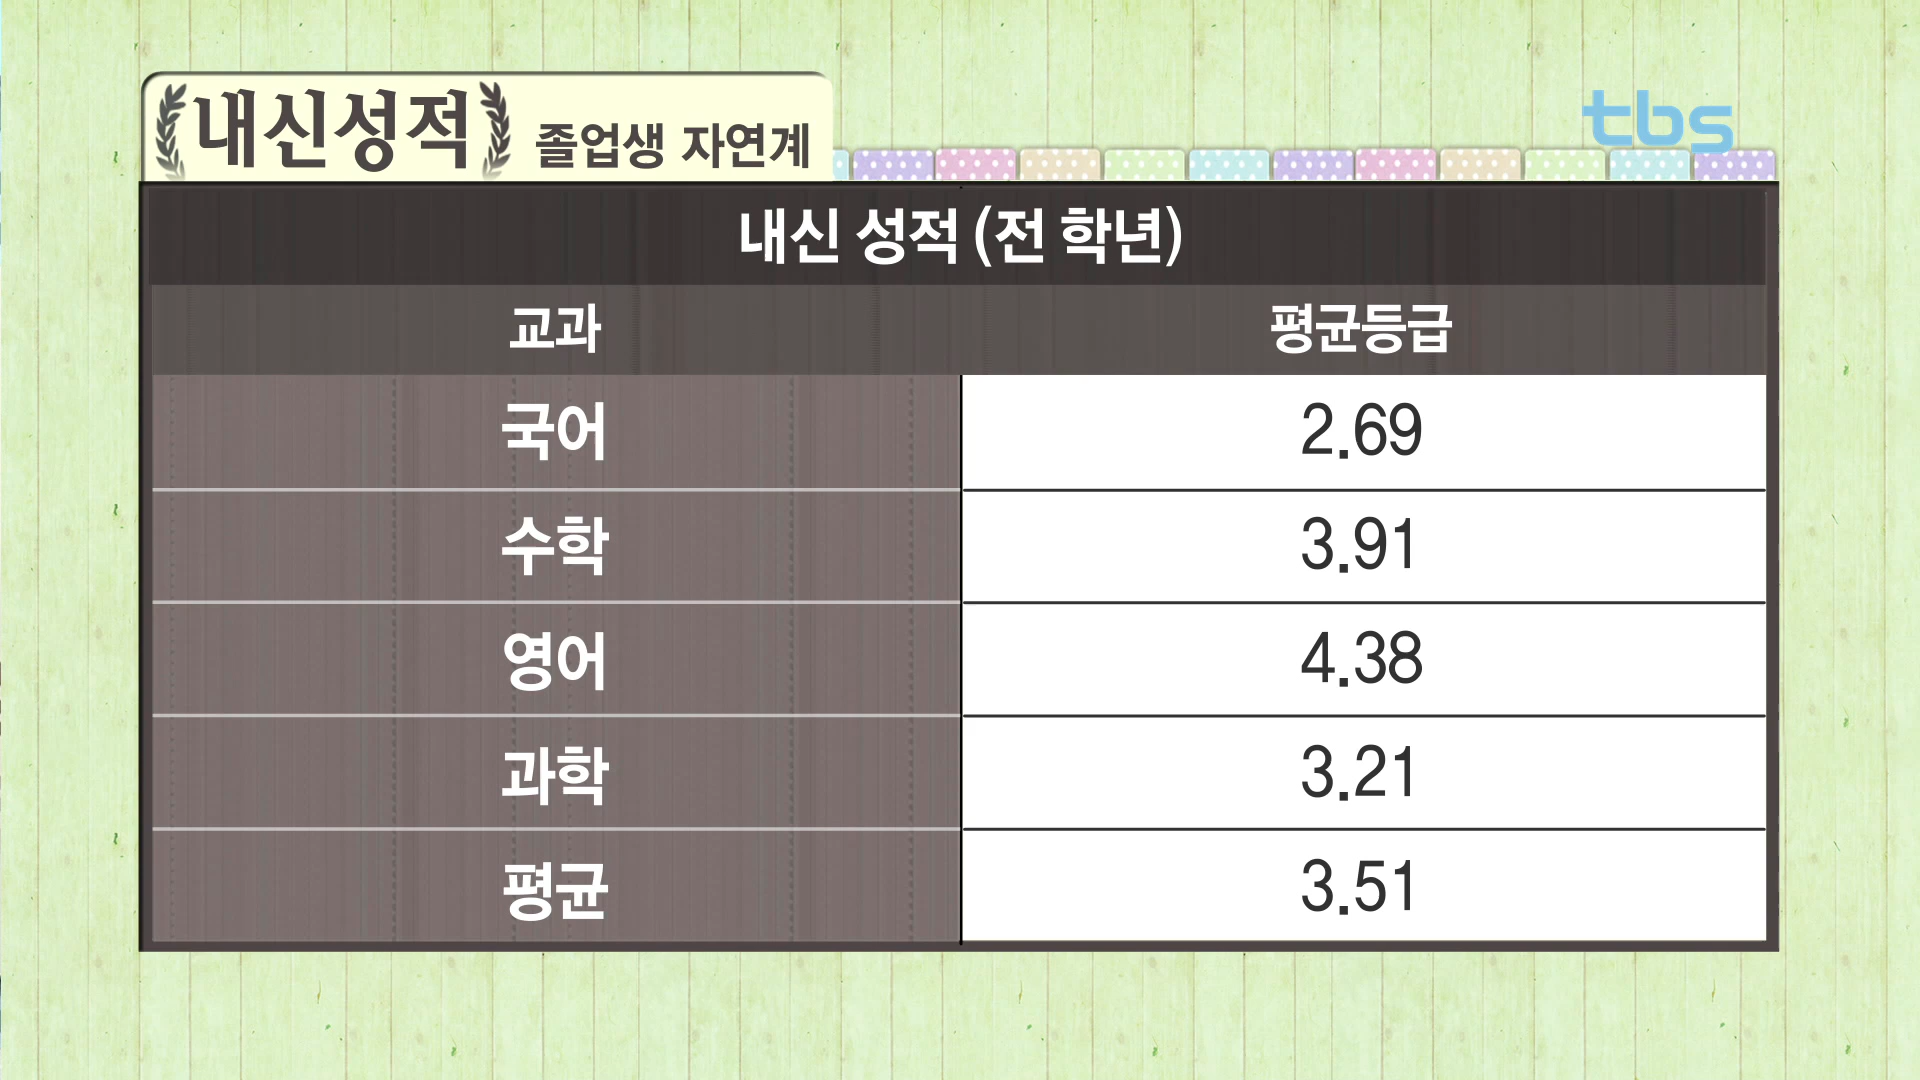 내신성적 졸업생 자연계
tbs
내신 성적 (전 학년)
교과 평균등급
국어 2.69
수학 3.91
영어 4.38
과학 3.21
평균 3.51